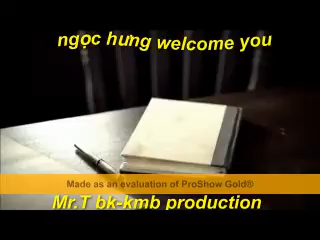 ngọc hưng welcome you
Made as an evaluation of ProShow Gold®
Mr.T bk-kmb production